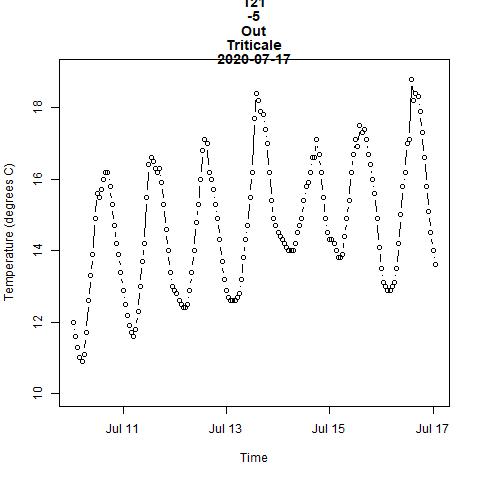 121
-5
Out
Triticale
2020-07-17
Temperature (degrees C)
18
16
14
12
10
Jul 11
Jul 13
Jul 15
Jul 17
Time